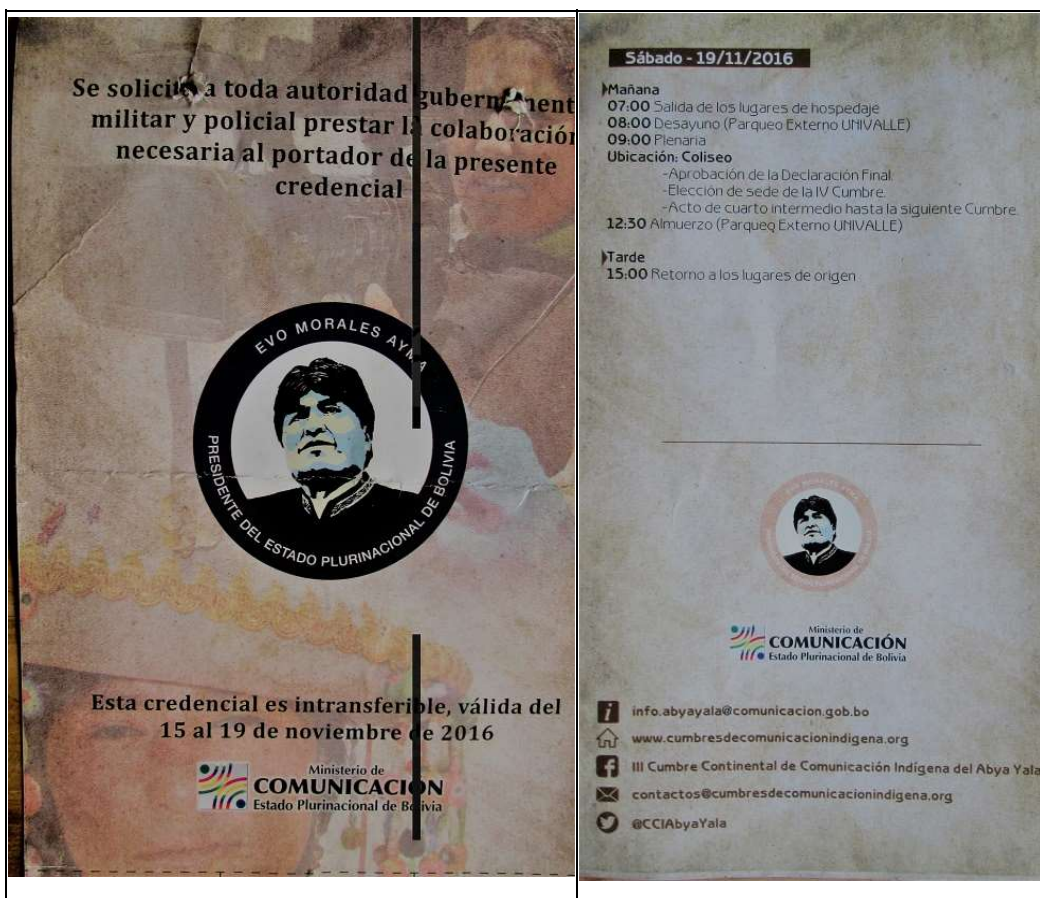 Se solicita a toda autoridad gubernament
militar y policial prestar la colaboración
necesaria al portador de la presente
credencial
EVO MORALES AYMA
PRESIDENTE DEL ESTADO PLURINACIONAL DE BOLIVIA
Esta credencial es intransferible, válida del
15 al 19 de noviembre de 2016
Ministerio de
COMUNICACIÓN
Estado Plurinacional de Bolivia
Sábado - 19/11/2016
Mañana
07:00 Salida de los lugares de hospedaje
08:00 Desayuno (Parqueo Externo UNIVALLE)
09:00 Plenaria
Ubicación: Coliseo
-Aprobación de la Declaración Final.
-Elección de sede de la IV Cumbre.
-Acto de cuarto intermedio hasta la siguiente Cumbre.
12:30 Almuerzo (Parqueo Externo UNIVALLE)
Tarde
15:00 Retorno a los lugares de origen
Ministerio de
COMUNICACIÓN
Estado Plurinacional de Bolivia
info.abyayala@comunicacion.gob.bo
www.cumbresdecomunicacionindigena.org
III Cumbre Continental de Comunicación Indígena del Abya Yala
contactos@cumbresdecomunicacionindigena.org
@CCIAbyaYala